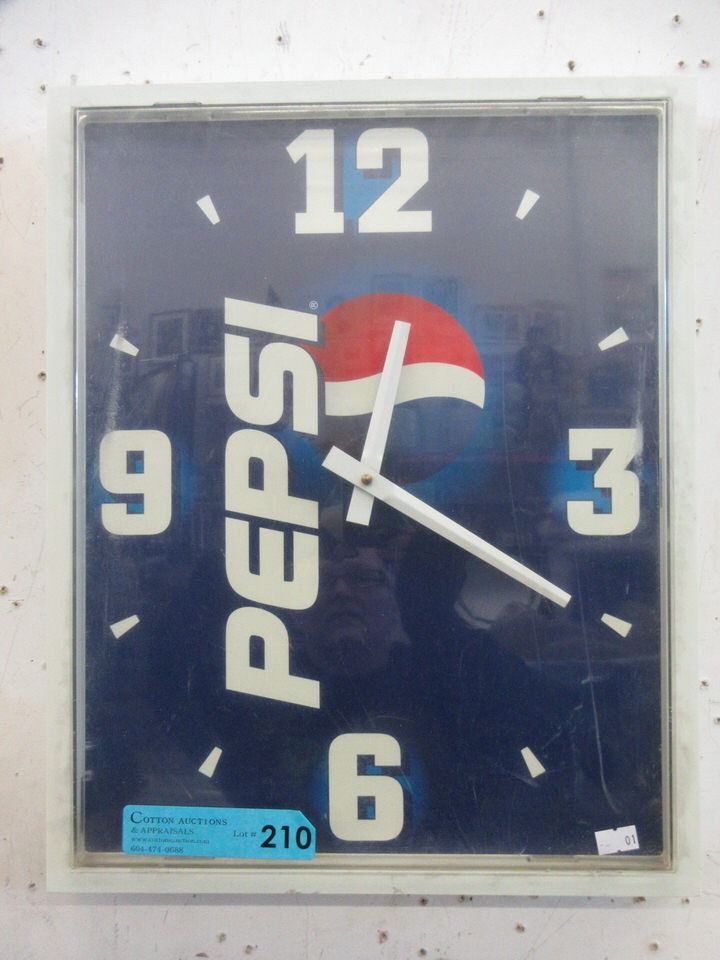 12
PEPSI®
9
3
6
COTTON AUCTIONS
& APPRAISALS
Lot # 210
604-474-0688
01